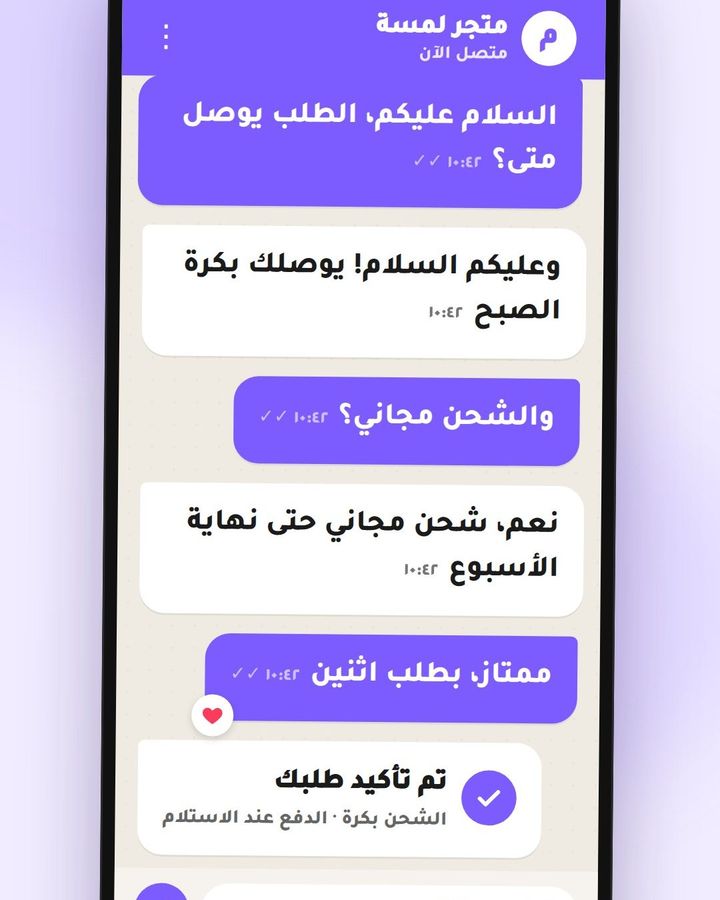 متجر لمسة
متصل الآن
م
السلام عليكم، الطلب يوصل
متى؟ ١٠:٤٢ ✓✓
وعليكم السلام! يوصلك بكرة
الصبح ١٠:٤٢
والشحن مجاني؟ ١٠:٤٢ ✓✓
نعم، شحن مجاني حتى نهاية
الأسبوع ١٠:٤٢
ممتاز، بطلب اثنين ١٠:٤٢ ✓✓
تم تأكيد طلبك
الشحن بكرة · الدفع عند الاستلام